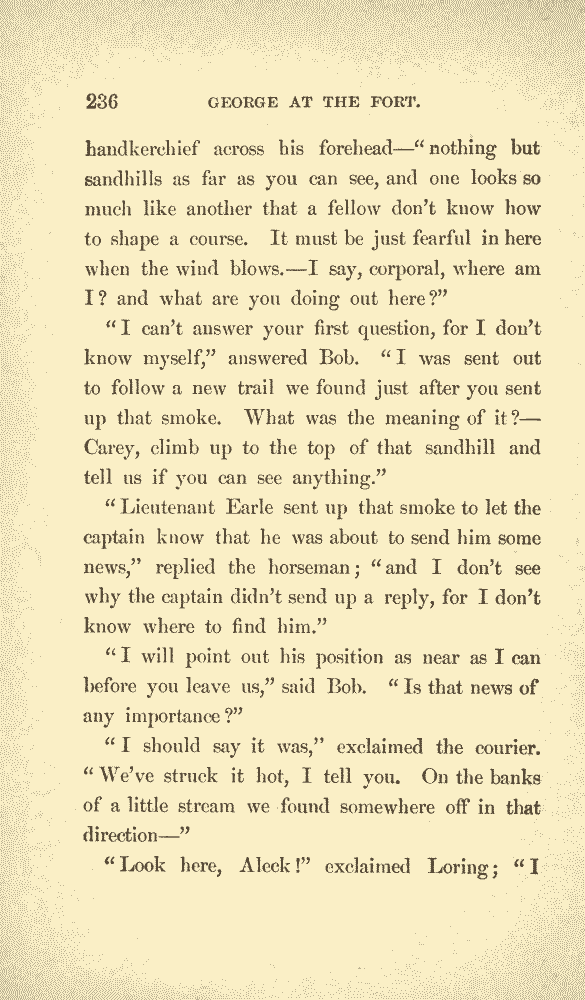 236 GEORGE AT THE FORT.
handkerchief across his forehead—“nothing but
sandhills as far as you can see, and one looks so
much like another that a fellow don’t know how
to shape a course. It must be just fearful in here
when the wind blows.—I say, corporal, where am
I? and what are you doing out here?”
“I can’t answer your first question, for I don’t
know myself,” answered Bob. “I was sent out
to follow a new trail we found just after you sent
up that smoke. What was the meaning of it?—
Carey, climb up to the top of that sandhill and
tell us if you can see anything.”
“Lieutenant Earle sent up that smoke to let the
captain know that he was about to send him some
news,” replied the horseman; “and I don’t see
why the captain didn’t send up a reply, for I don’t
know where to find him.”
“I will point out his position as near as I can
before you leave us,” said Bob. “Is that news of
any importance?”
“I should say it was,” exclaimed the courier.
“We’ve struck it hot, I tell you. On the banks
of a little stream we found somewhere off in that
direction—”
“Look here, Aleck!” exclaimed Loring; “I